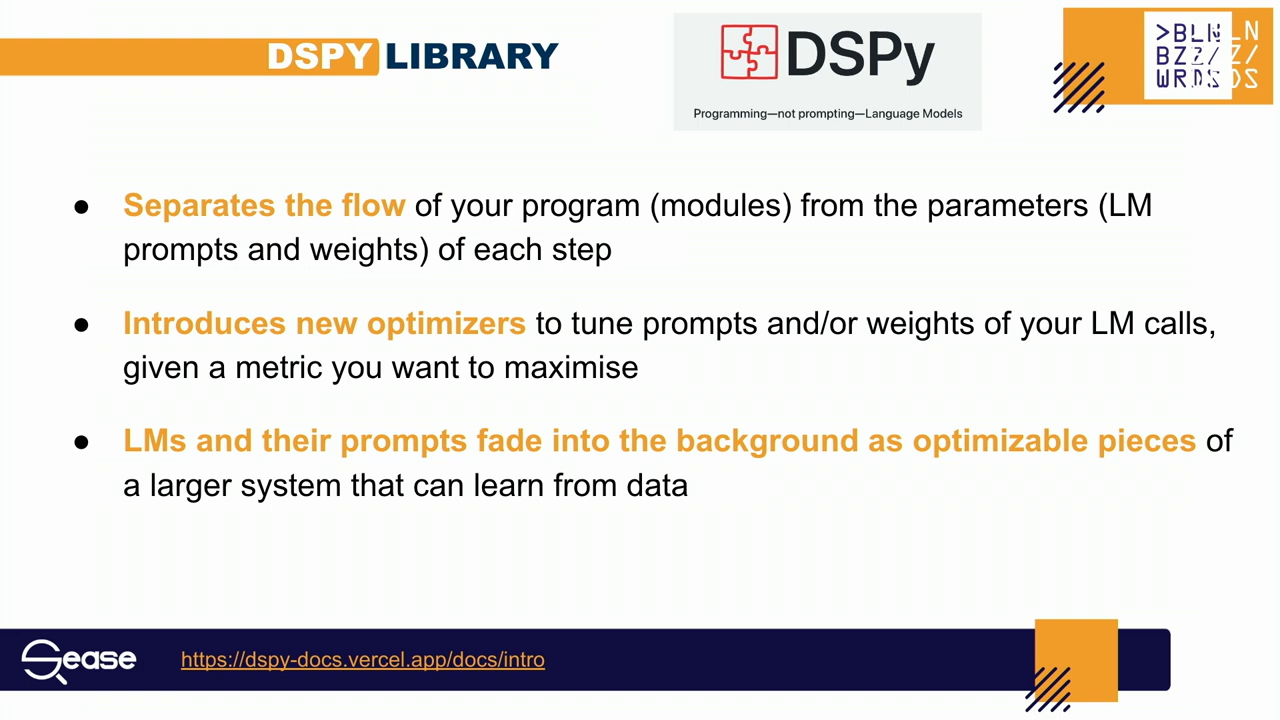 DSPY LIBRARY
DSPy
Programming—not prompting—Language Models
>BLN
BZZ/
WRDS
● Separates the flow of your program (modules) from the parameters (LM
prompts and weights) of each step
● Introduces new optimizers to tune prompts and/or weights of your LM calls,
given a metric you want to maximise
● LMs and their prompts fade into the background as optimizable pieces of
a larger system that can learn from data
Sease
https://dspy-docs.vercel.app/docs/intro